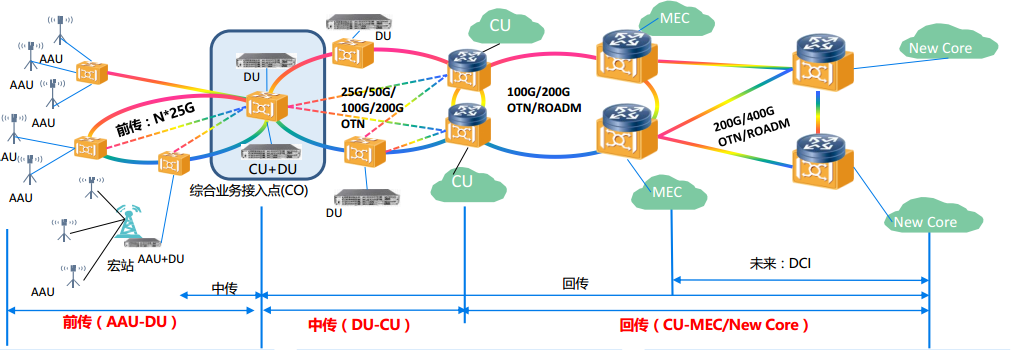 DU
CU
MEC
New Core
AAU
AAU
AAU
DU
前传：N*25G
25G/50G/
100G/200G
OTN
100G/200G
OTN/ROADM
200G/400G
OTN/ROADM
AAU
AAU
CU+DU
综合业务接入点(CO)
DU
CU
MEC
New Core
宏站
AAU+DU
AAU
未来：DCI
中传
回传
前传（AAU-DU）
中传（DU-CU）
回传（CU-MEC/New Core）